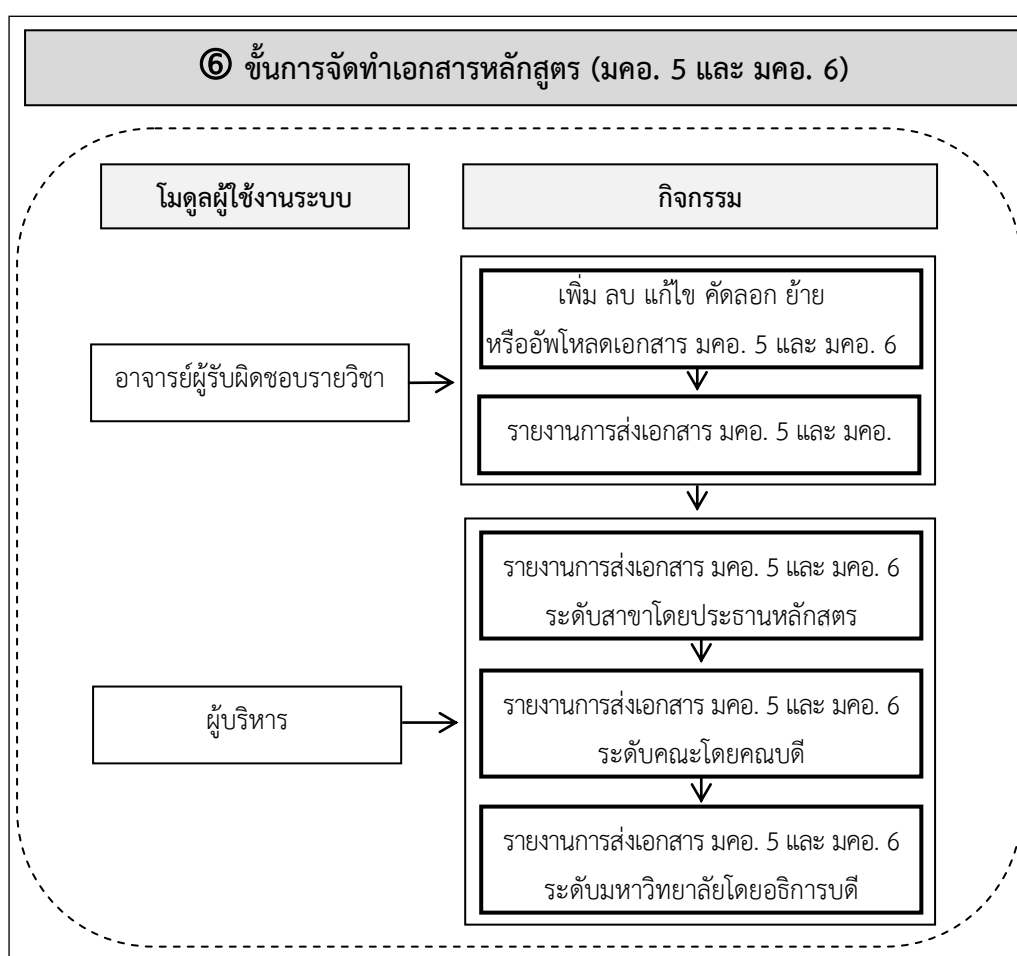 ⑥ ขั้นการจัดทำเอกสารหลักสูตร (มคอ. 5 และ มคอ. 6)
โมดูลผู้ใช้งานระบบ
กิจกรรม
เพิ่ม ลบ แก้ไข คัดลอก ย้าย
หรืออัพโหลดเอกสาร มคอ. 5 และ มคอ. 6
อาจารย์ผู้รับผิดชอบรายวิชา
รายงานการส่งเอกสาร มคอ. 5 และ มคอ.
รายงานการส่งเอกสาร มคอ. 5 และ มคอ. 6
ระดับสาขาโดยประธานหลักสตร
ผู้บริหาร
รายงานการส่งเอกสาร มคอ. 5 และ มคอ. 6
ระดับคณะโดยคณบดี
รายงานการส่งเอกสาร มคอ. 5 และ มคอ. 6
ระดับมหาวิทยาลัยโดยอธิการบดี